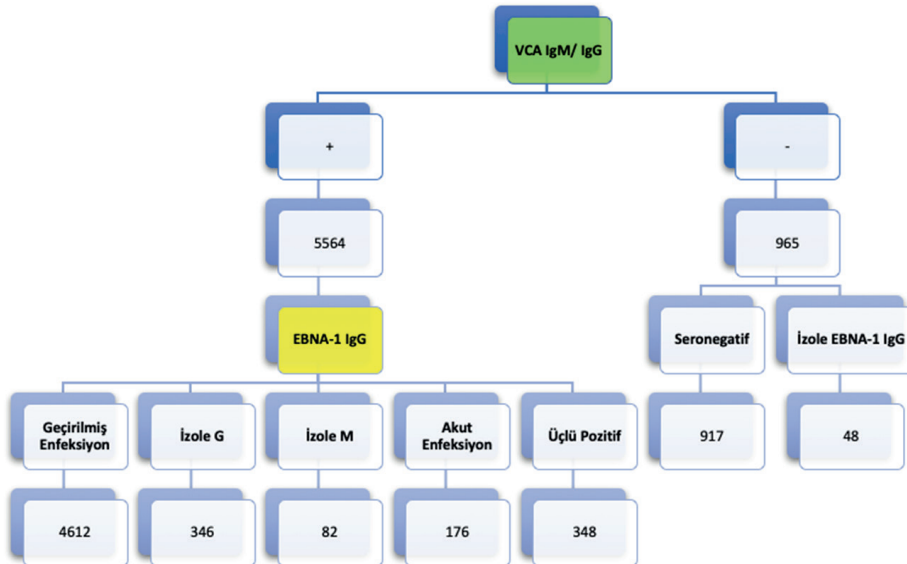 VCA IgM/ IgG
+
-
5564
965
EBNA-1 IgG
Seronegatif
İzole EBNA-1 IgG
Geçirilmiş
Enfeksiyon
İzole G
İzole M
Akut
Enfeksiyon
Üçlü Pozitif
917
48
4612
346
82
176
348